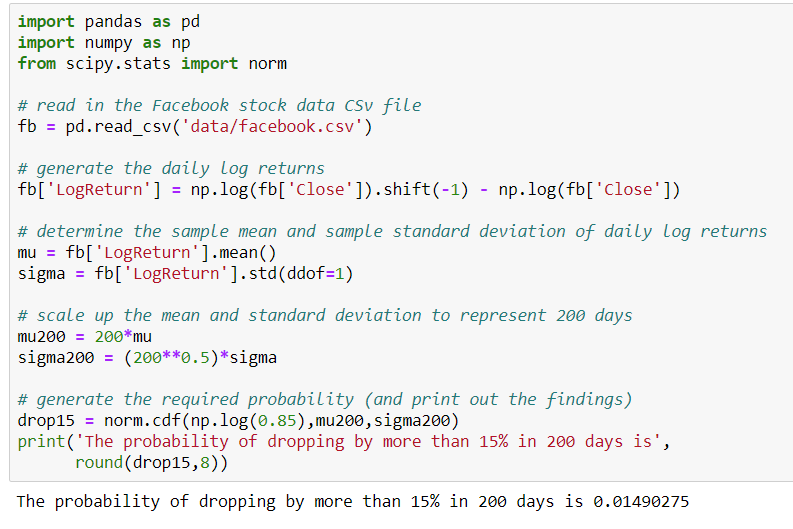 import pandas as pd
import numpy as np
from scipy.stats import norm
# read in the Facebook stock data CSv file
fb = pd.read_csv('data/facebook.csv')
# generate the daily log returns
fb['LogReturn'] = np.log(fb['Close']).shift(-1) - np.log(fb['Close'])
# determine the sample mean and sample standard deviation of daily log returns
mu = fb['LogReturn'].mean()
sigma = fb['LogReturn'].std(ddof=1)
# scale up the mean and standard deviation to represent 200 days
mu200 = 200*mu
sigma200 = (200**0.5)*sigma
# generate the required probability (and print out the findings)
drop15 = norm.cdf(np.log(0.85),mu200,sigma200)
print('The probability of dropping by more than 15% in 200 days is',
      round(drop15,8))
The probability of dropping by more than 15% in 200 days is 0.01490275